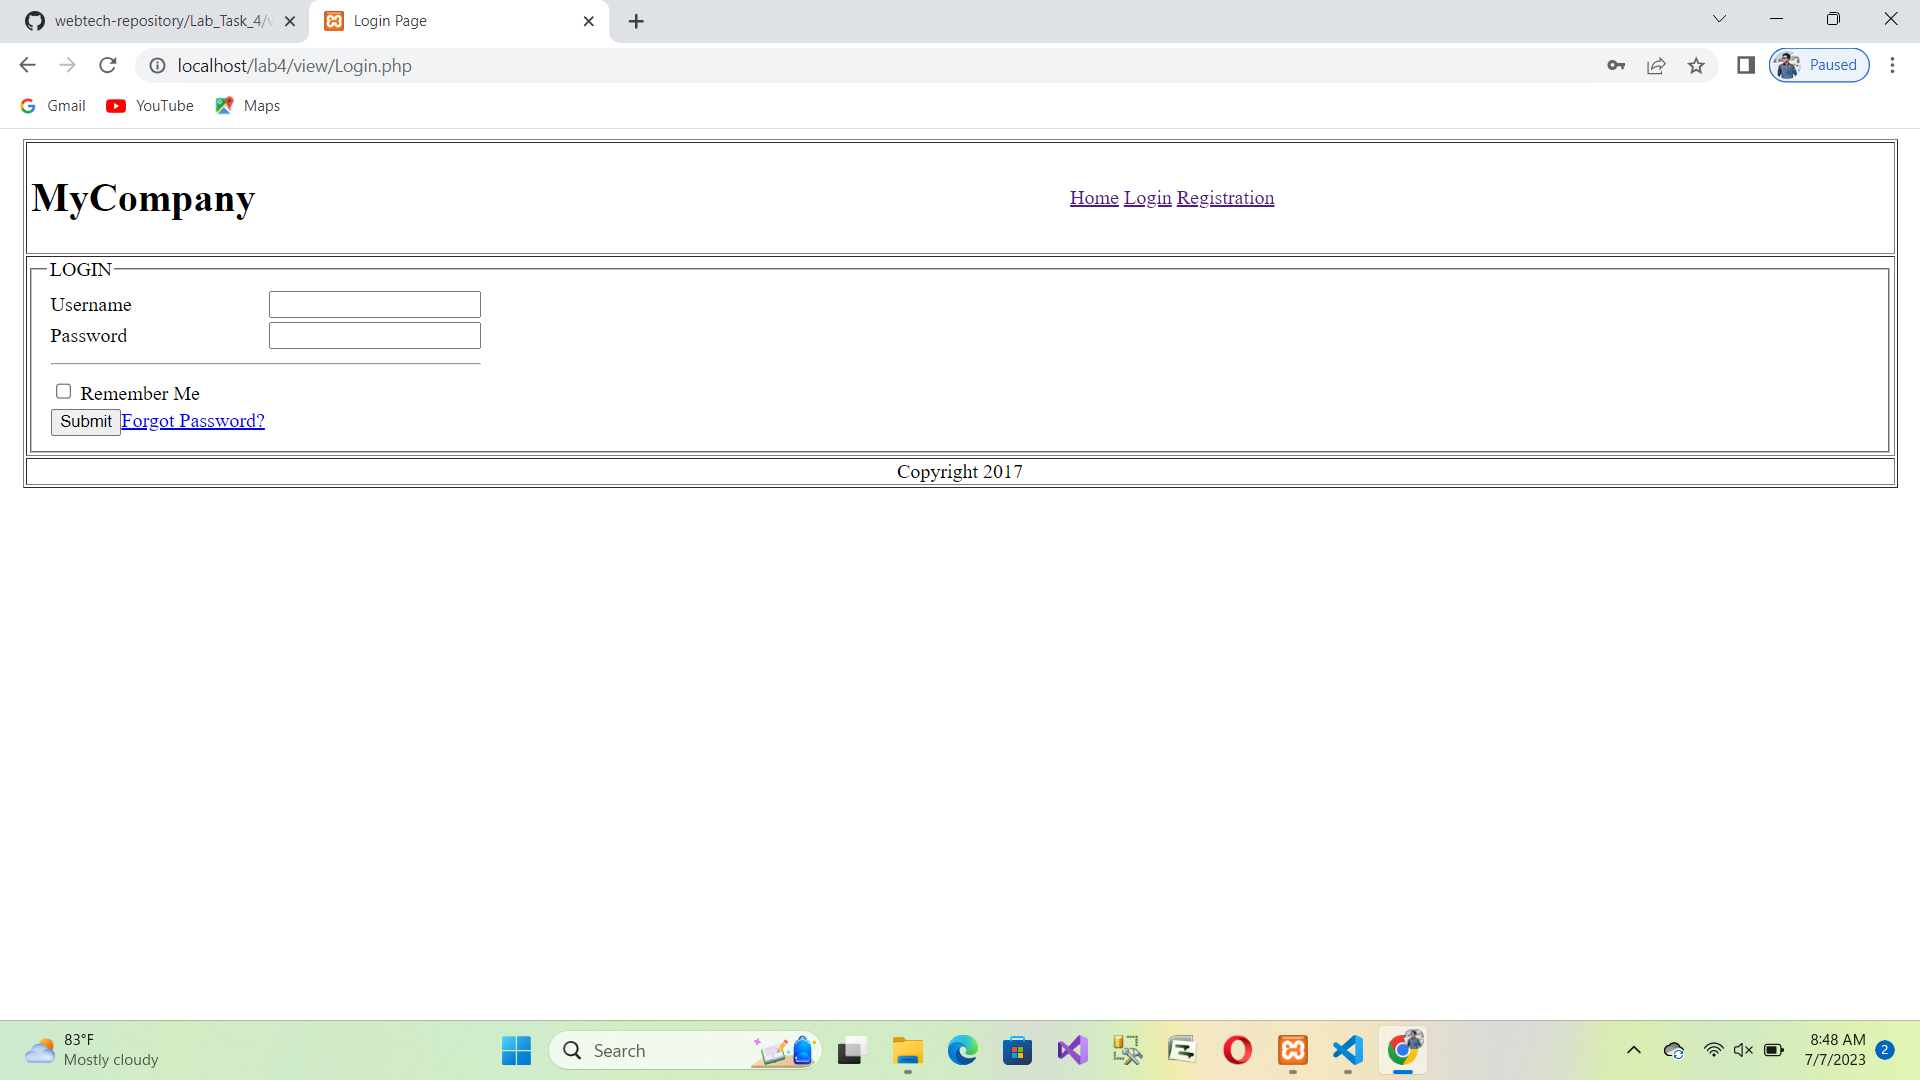 webtech-repository/Lab_Task_4/v
Login Page
localhost/lab4/view/Login.php
Paused
Gmail
YouTube
Maps
MyCompany
Home Login Registration
LOGIN
Username
Password
Remember Me
Submit Forgot Password?
Copyright 2017
83°F
Mostly cloudy
Search
8:48 AM
7/7/2023
2